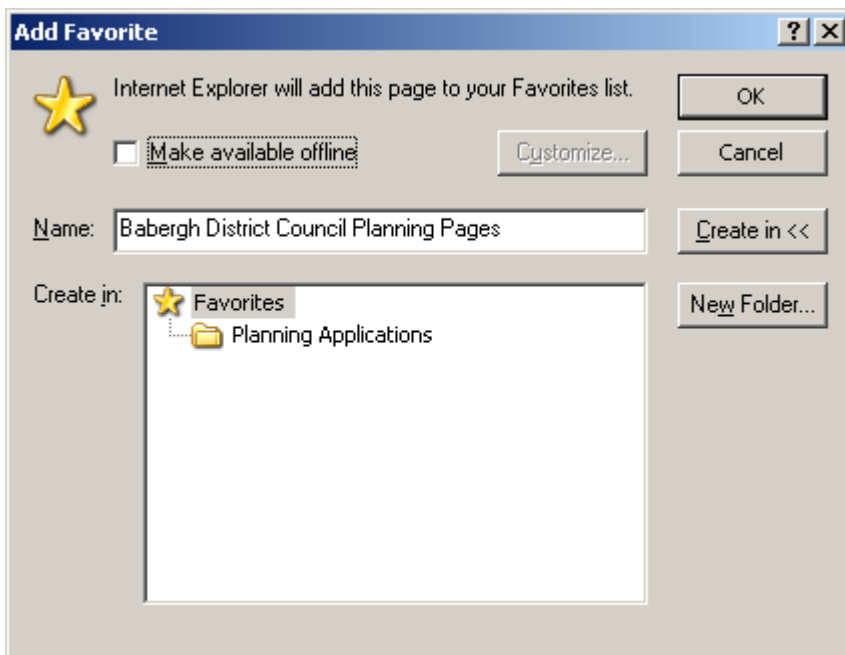 Add Favorite
Internet Explorer will add this page to your Favorites list.
OK
Make available offline
Customize...
Cancel
Name:
Babergh District Council Planning Pages
Create in <<
Create in:
Favorites
New Folder...
Planning Applications